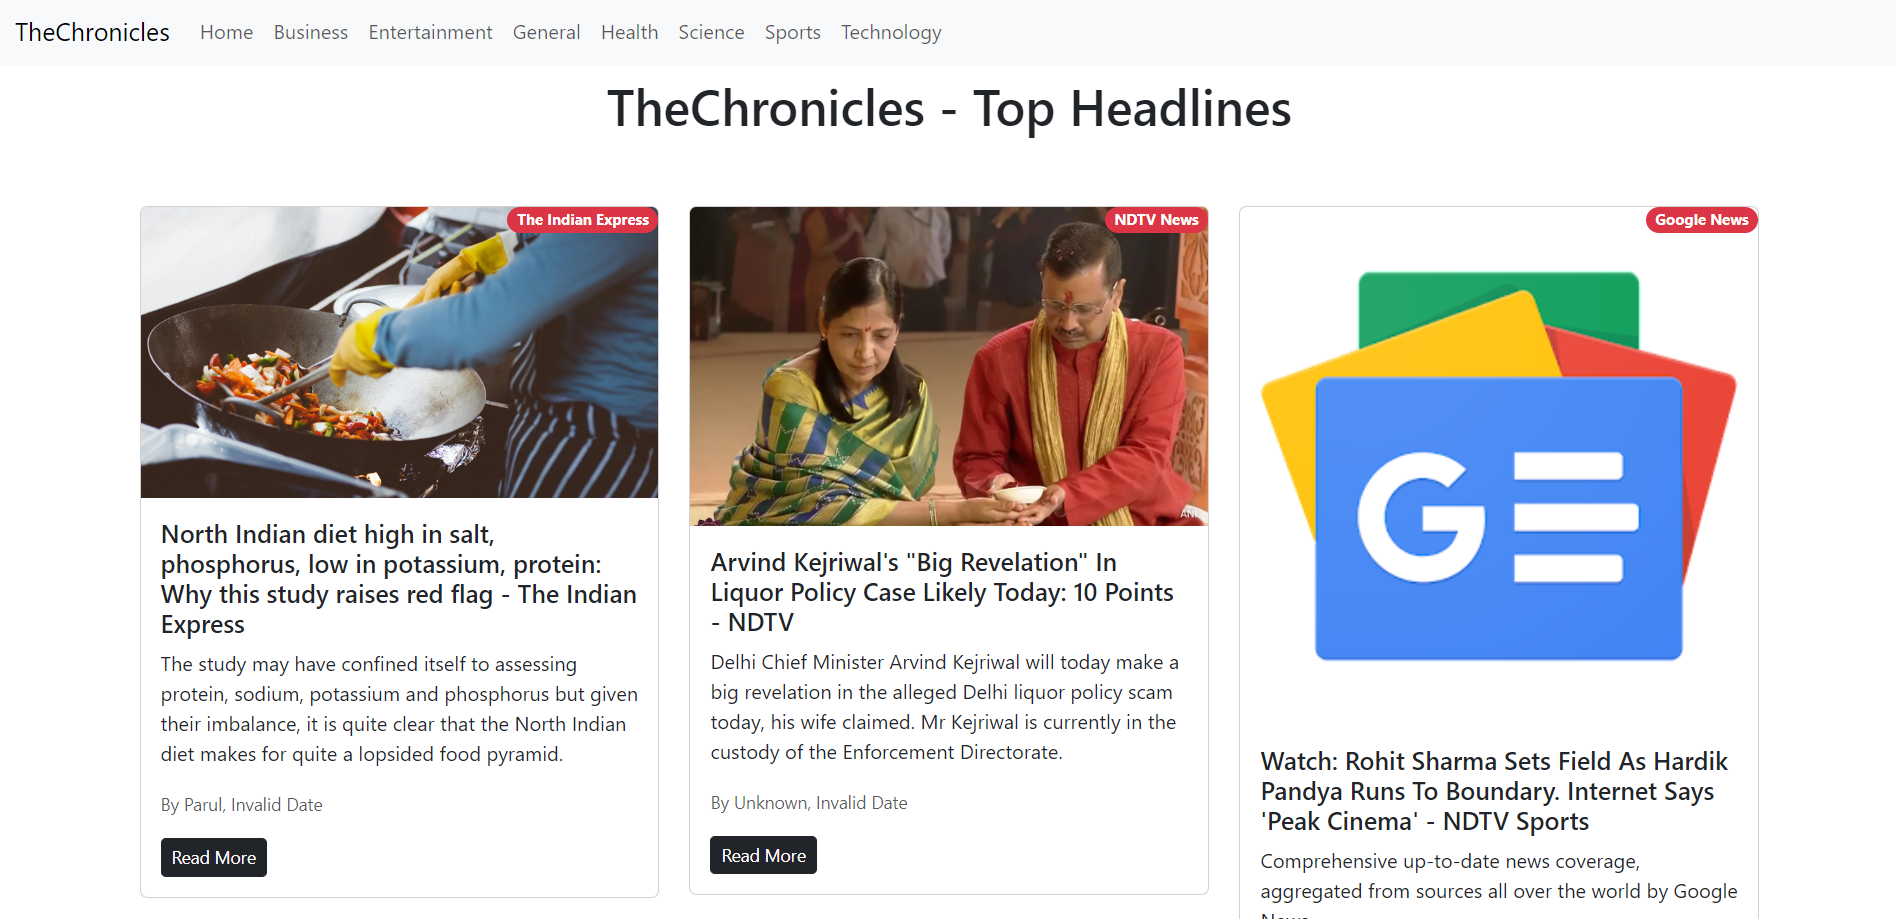 TheChronicles Home Business Entertainment General Health Science Sports Technology
TheChronicles - Top Headlines
The Indian Express
North Indian diet high in salt,
phosphorus, low in potassium, protein:
Why this study raises red flag - The Indian
Express
The study may have confined itself to assessing
protein, sodium, potassium and phosphorus but given
their imbalance, it is quite clear that the North Indian
diet makes for quite a lopsided food pyramid.
By Parul, Invalid Date
Read More
NDTV News
ANI
Arvind Kejriwal's "Big Revelation" In
Liquor Policy Case Likely Today: 10 Points
- NDTV
Delhi Chief Minister Arvind Kejriwal will today make a
big revelation in the alleged Delhi liquor policy scam
today, his wife claimed. Mr Kejriwal is currently in the
custody of the Enforcement Directorate.
By Unknown, Invalid Date
Read More
Google News
G
Watch: Rohit Sharma Sets Field As Hardik
Pandya Runs To Boundary. Internet Says
'Peak Cinema' - NDTV Sports
Comprehensive up-to-date news coverage,
aggregated from sources all over the world by Google